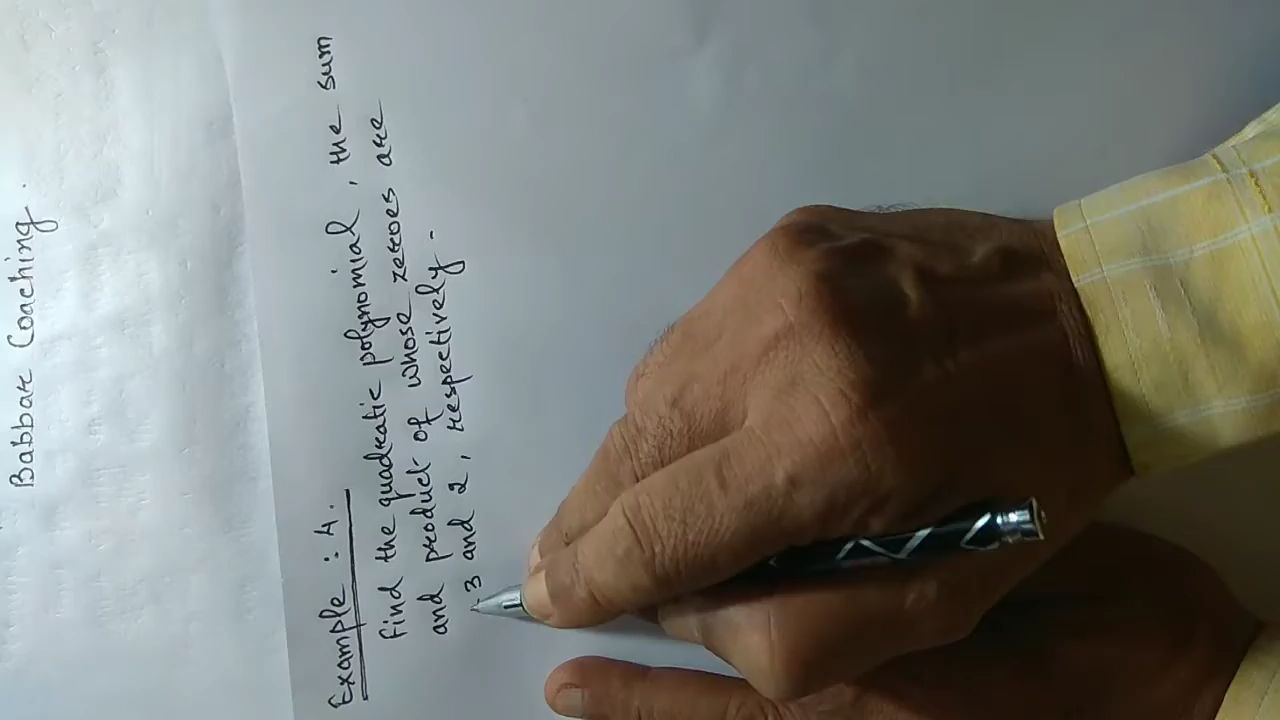 Babbar Coaching.
Example : 4.
Find the quadratic polynomial, the sum
and product of whose zeroes are
-3 and 2, respectively.